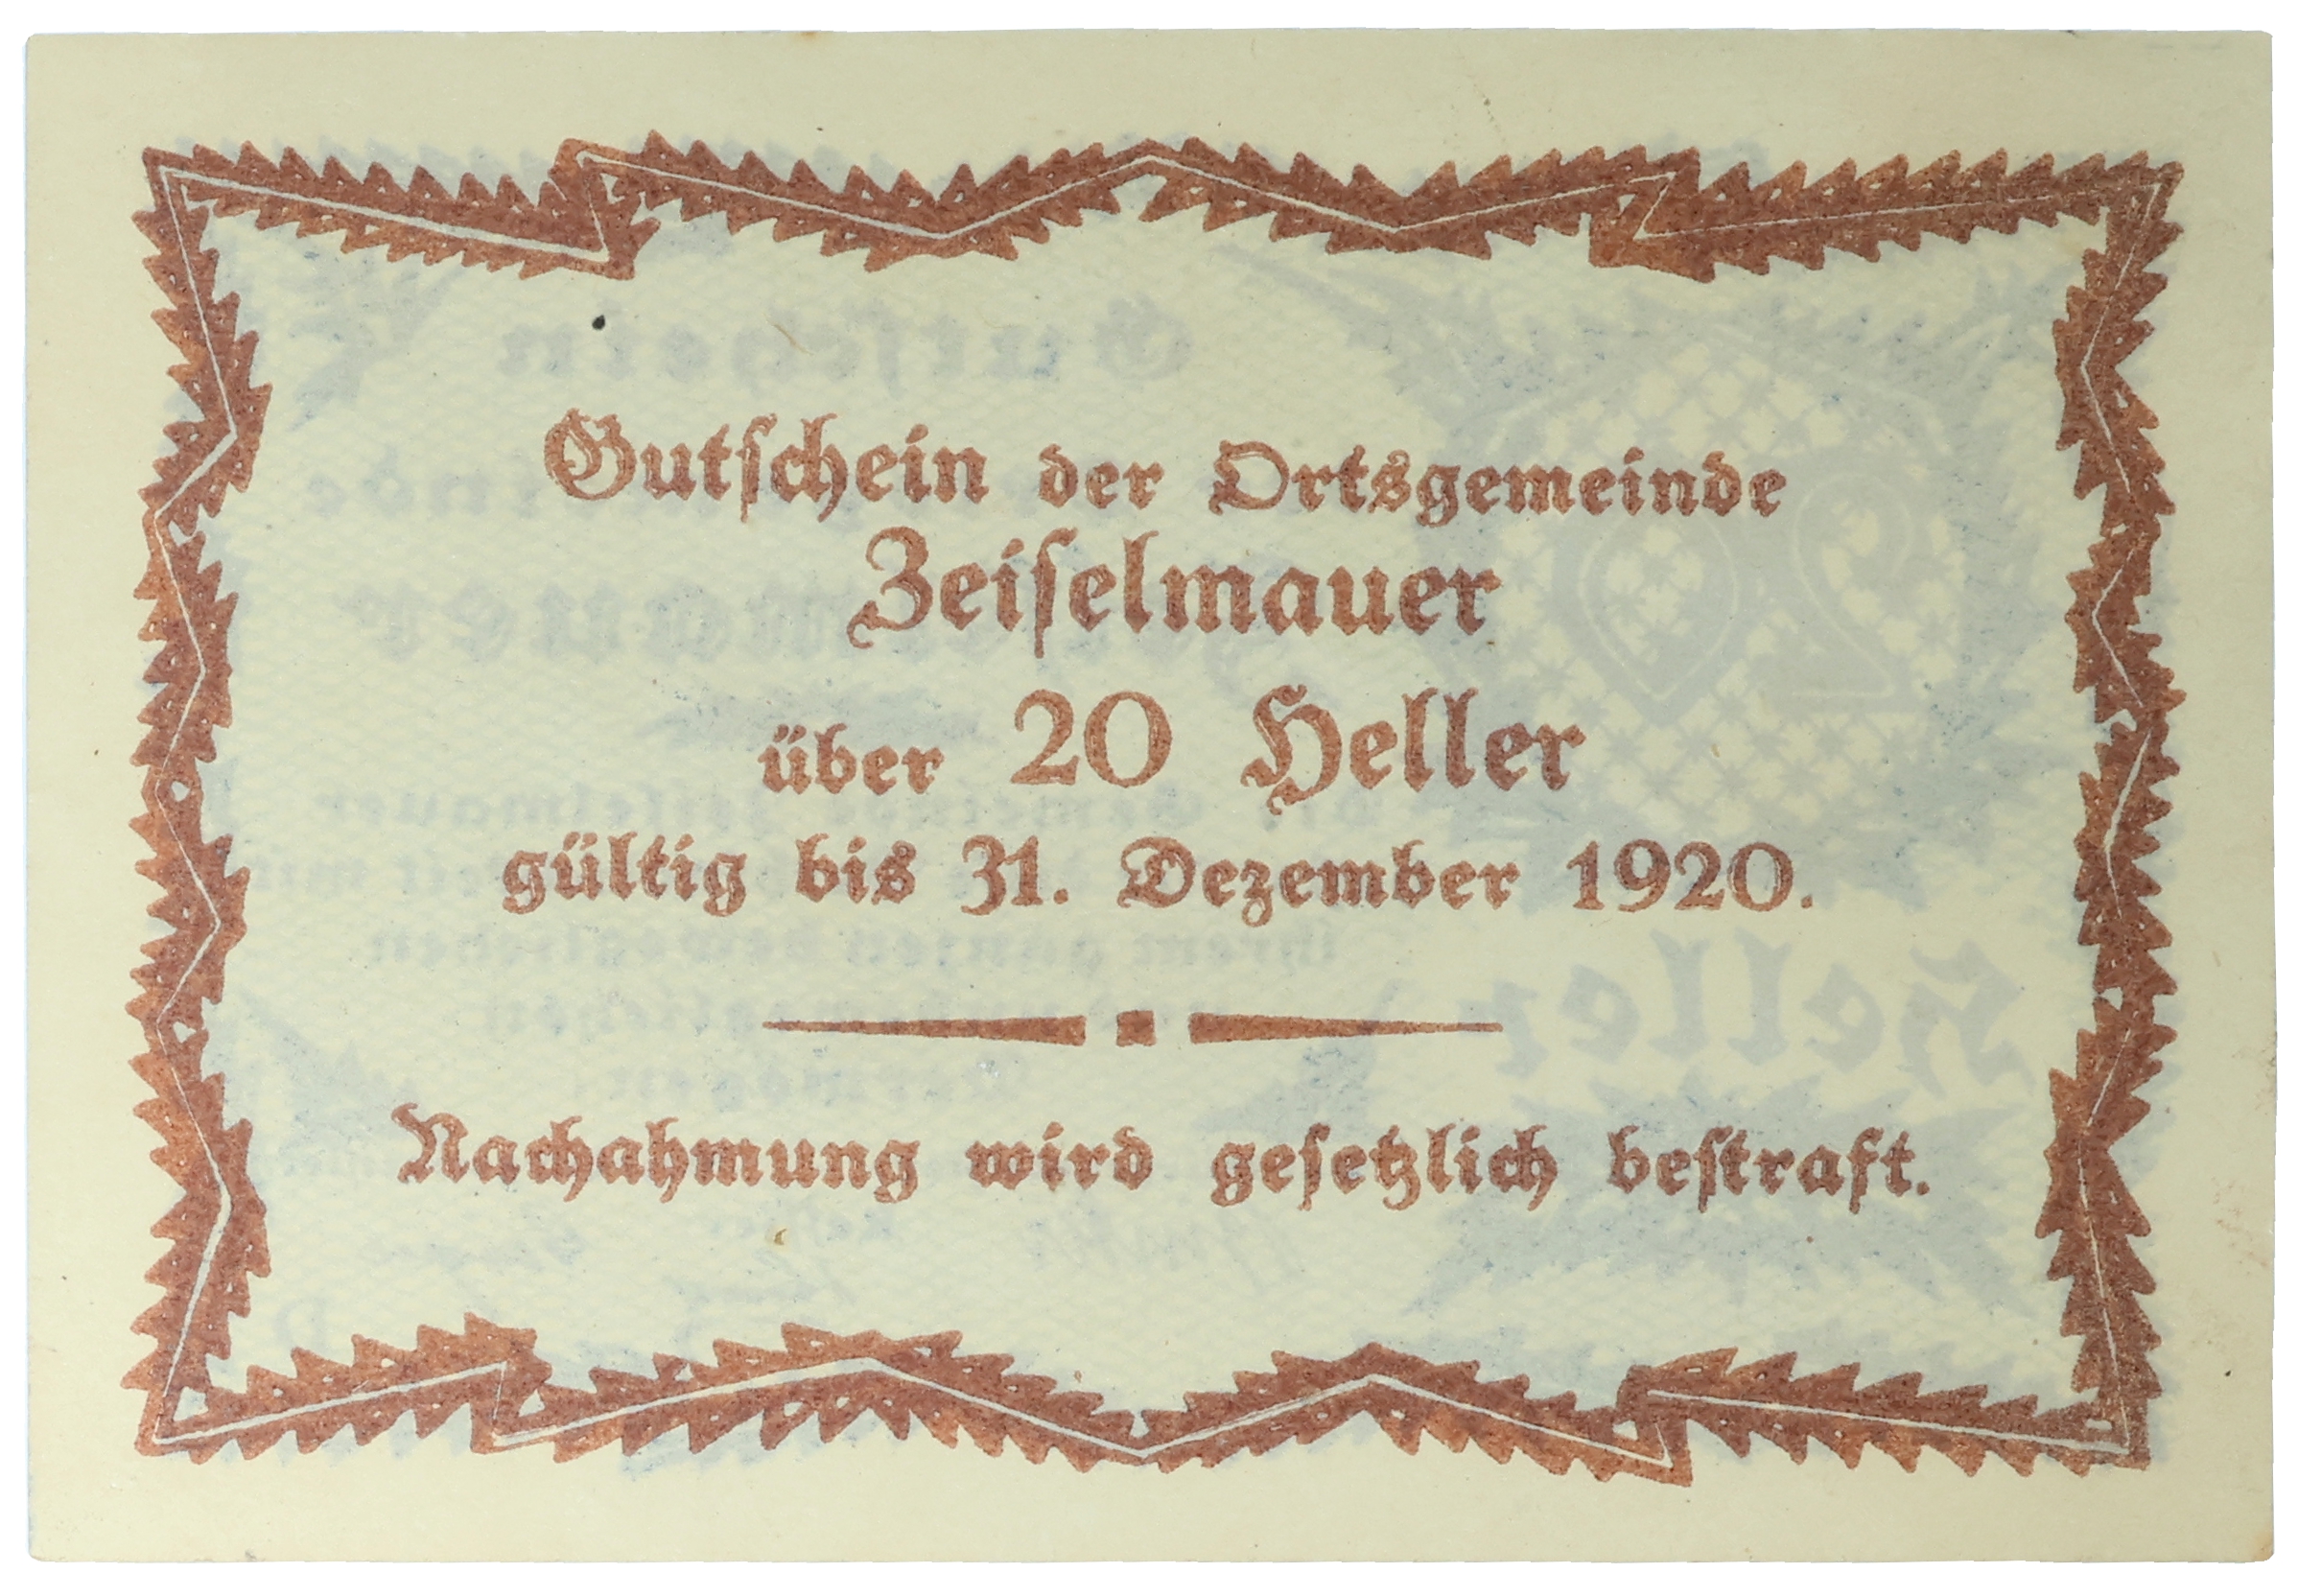 Gutschein der Ortsgemeinde
Zeiselmauer
über 20 Heller
gültig bis 31. Dezember 1920.
Nachahmung wird gesetzlich bestraft.